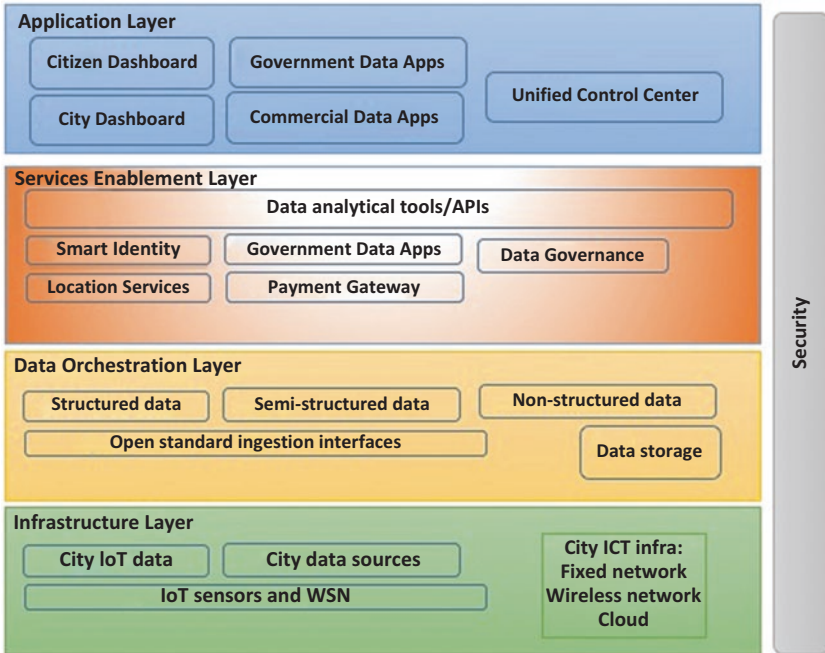 Application Layer
Citizen Dashboard
Government Data Apps
Unified Control Center
City Dashboard
Commercial Data Apps
Services Enablement Layer
Data analytical tools/APIs
Smart Identity
Government Data Apps
Data Governance
Location Services
Payment Gateway
Data Orchestration Layer
Structured data
Semi-structured data
Non-structured data
Open standard ingestion interfaces
Data storage
Infrastructure Layer
City IoT data
City data sources
IoT sensors and WSN
City ICT infra:
Fixed network
Wireless network
Cloud
Security